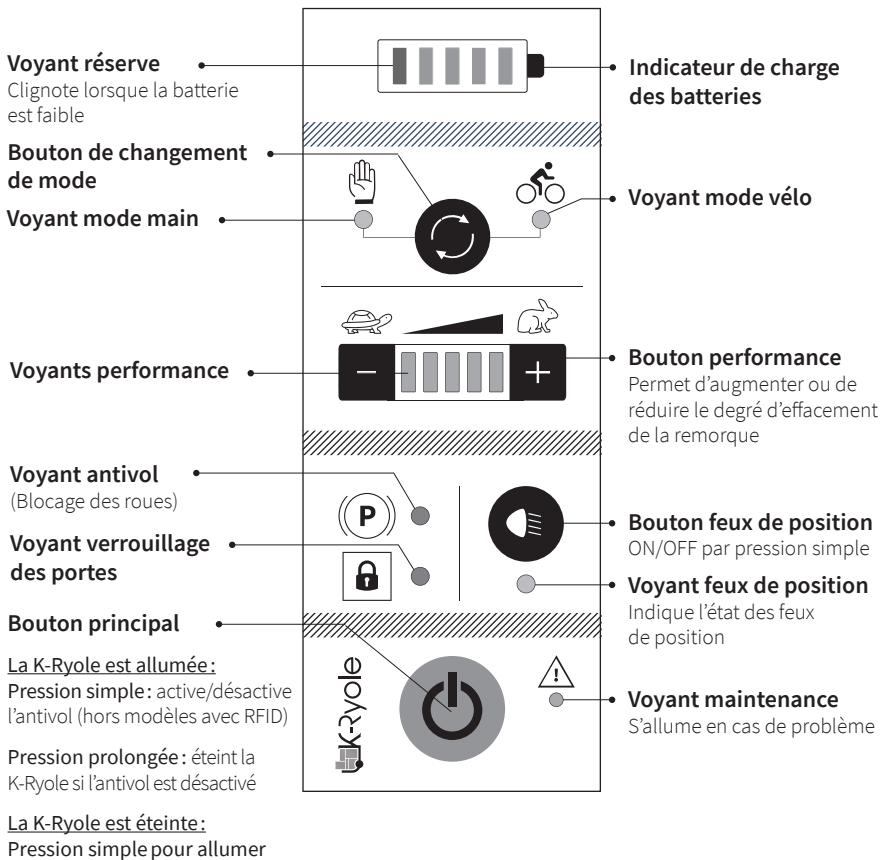 Voyant réserve
Clignote lorsque la batterie
est faible
Bouton de changement
de mode
Voyant mode main
Voyants performance
Voyant antivol
(Blocage des roues)
Voyant verrouillage
des portes
Bouton principal
La K-Ryole est allumée :
Pression simple : active/désactive
l’antivol (hors modèles avec RFID)
Pression prolongée : éteint la
K-Ryole si l’antivol est désactivé
La K-Ryole est éteinte :
Pression simple pour allumer
−
+
P
K-Ryole
!
Indicateur de charge
des batteries
Voyant mode vélo
Bouton performance
Permet d'augmenter ou de
réduire le degré d’effacement
de la remorque
Bouton feux de position
ON/OFF par pression simple
Voyant feux de position
Indique l’état des feux
de position
Voyant maintenance
S’allume en cas de problème